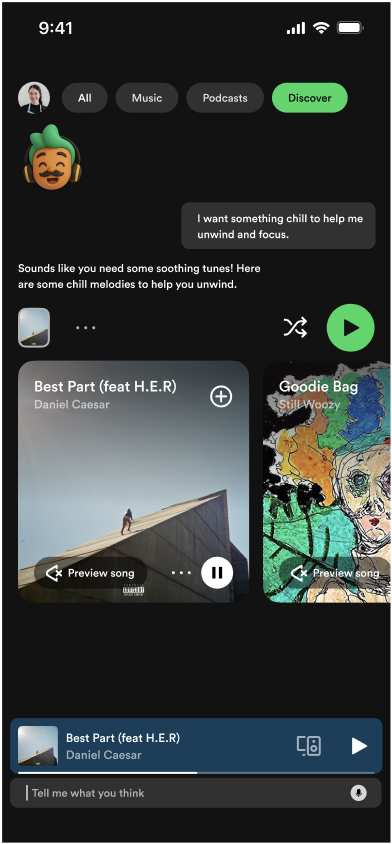 9:41
All
Music
Podcasts
Discover
I want something chill to help me
unwind and focus.
Sounds like you need some soothing tunes! Here
are some chill melodies to help you unwind.
Best Part (feat H.E.R)
Daniel Caesar
Preview song
Goodie Bag
Still Woozy
Preview song
Best Part (feat H.E.R)
Daniel Caesar
Tell me what you think